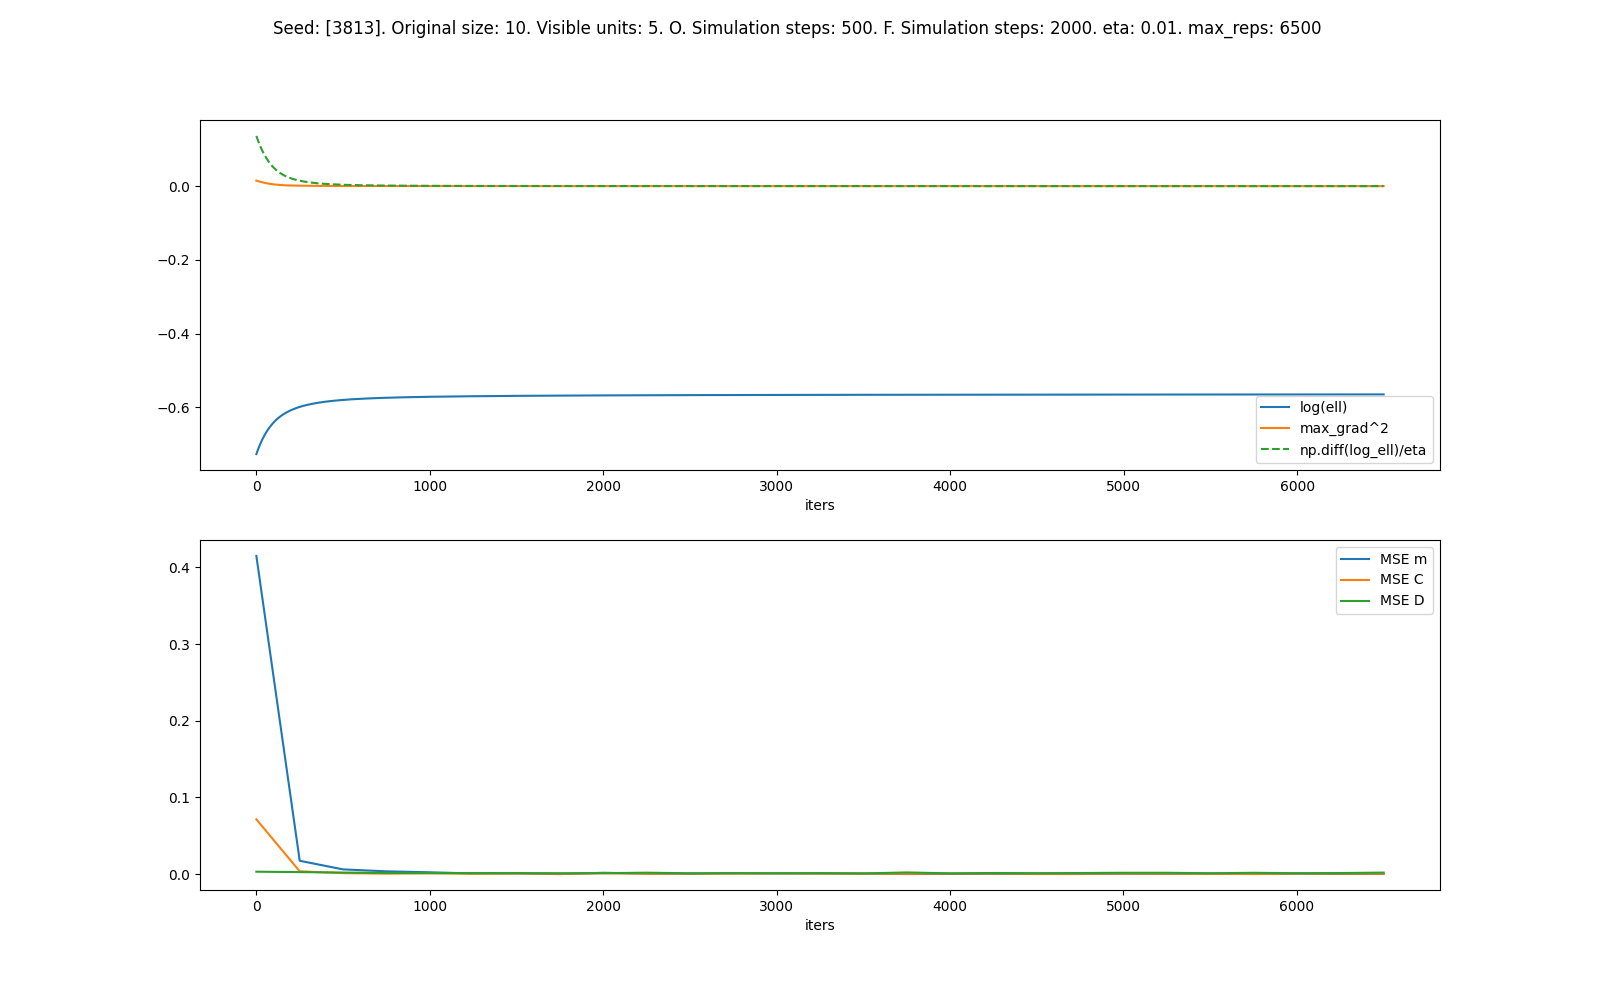 Seed: [3813]. Original size: 10. Visible units: 5. O. Simulation steps: 500. F. Simulation steps: 2000. eta: 0.01. max_reps: 6500
0.0
−0.2
−0.4
−0.6
log(ell)
max_grad^2
np.diff(log_ell)/eta
0 1000 2000 3000 4000 5000 6000
iters
0.4
0.3
0.2
0.1
0.0
MSE m
MSE C
MSE D
0 1000 2000 3000 4000 5000 6000
iters